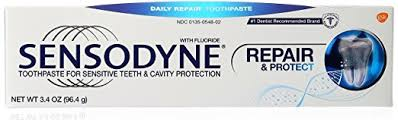 DAILY REPAIR TOOTHPASTE
NDC 0135-0548-02
#1 Dentist Recommended Brand
gsk
WITH FLUORIDE
SENSODYNE
REPAIR
& PROTECT
TOOTHPASTE FOR SENSITIVE TEETH & CAVITY PROTECTION
NET WT 3.4 OZ (96.4 g)